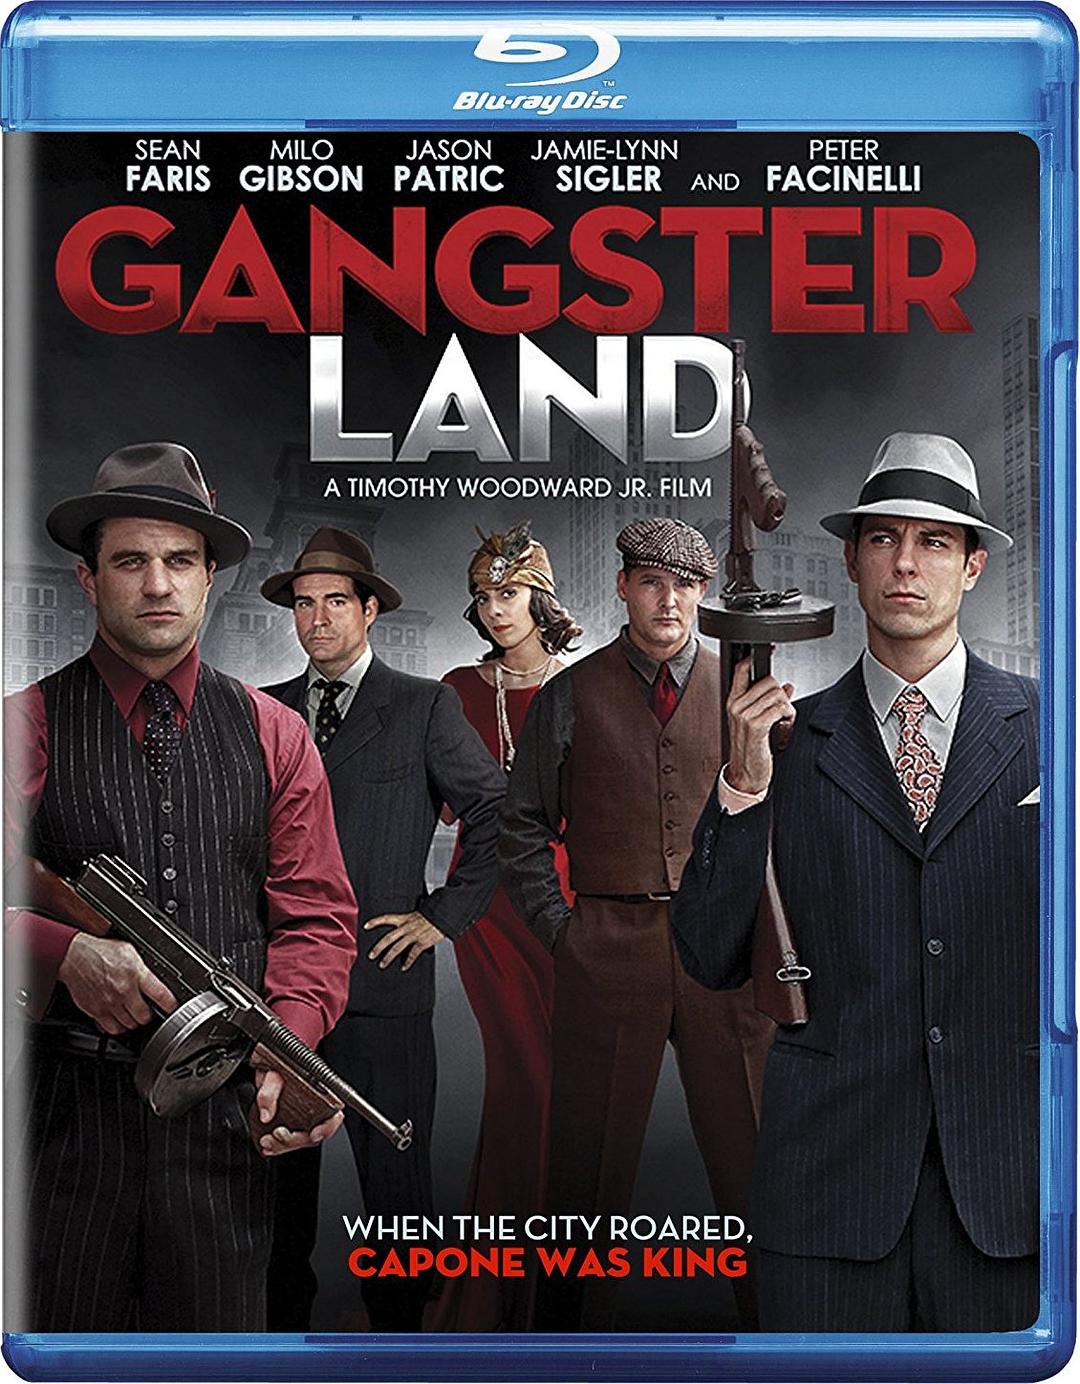 Blu-ray Disc™
SEAN MILO JASON JAMIE-LYNN PETER
FARIS GIBSON PATRIC SIGLER AND FACINELLI
GANGSTER
LAND
A TIMOTHY WOODWARD JR. FILM
WHEN THE CITY ROARED,
CAPONE WAS KING